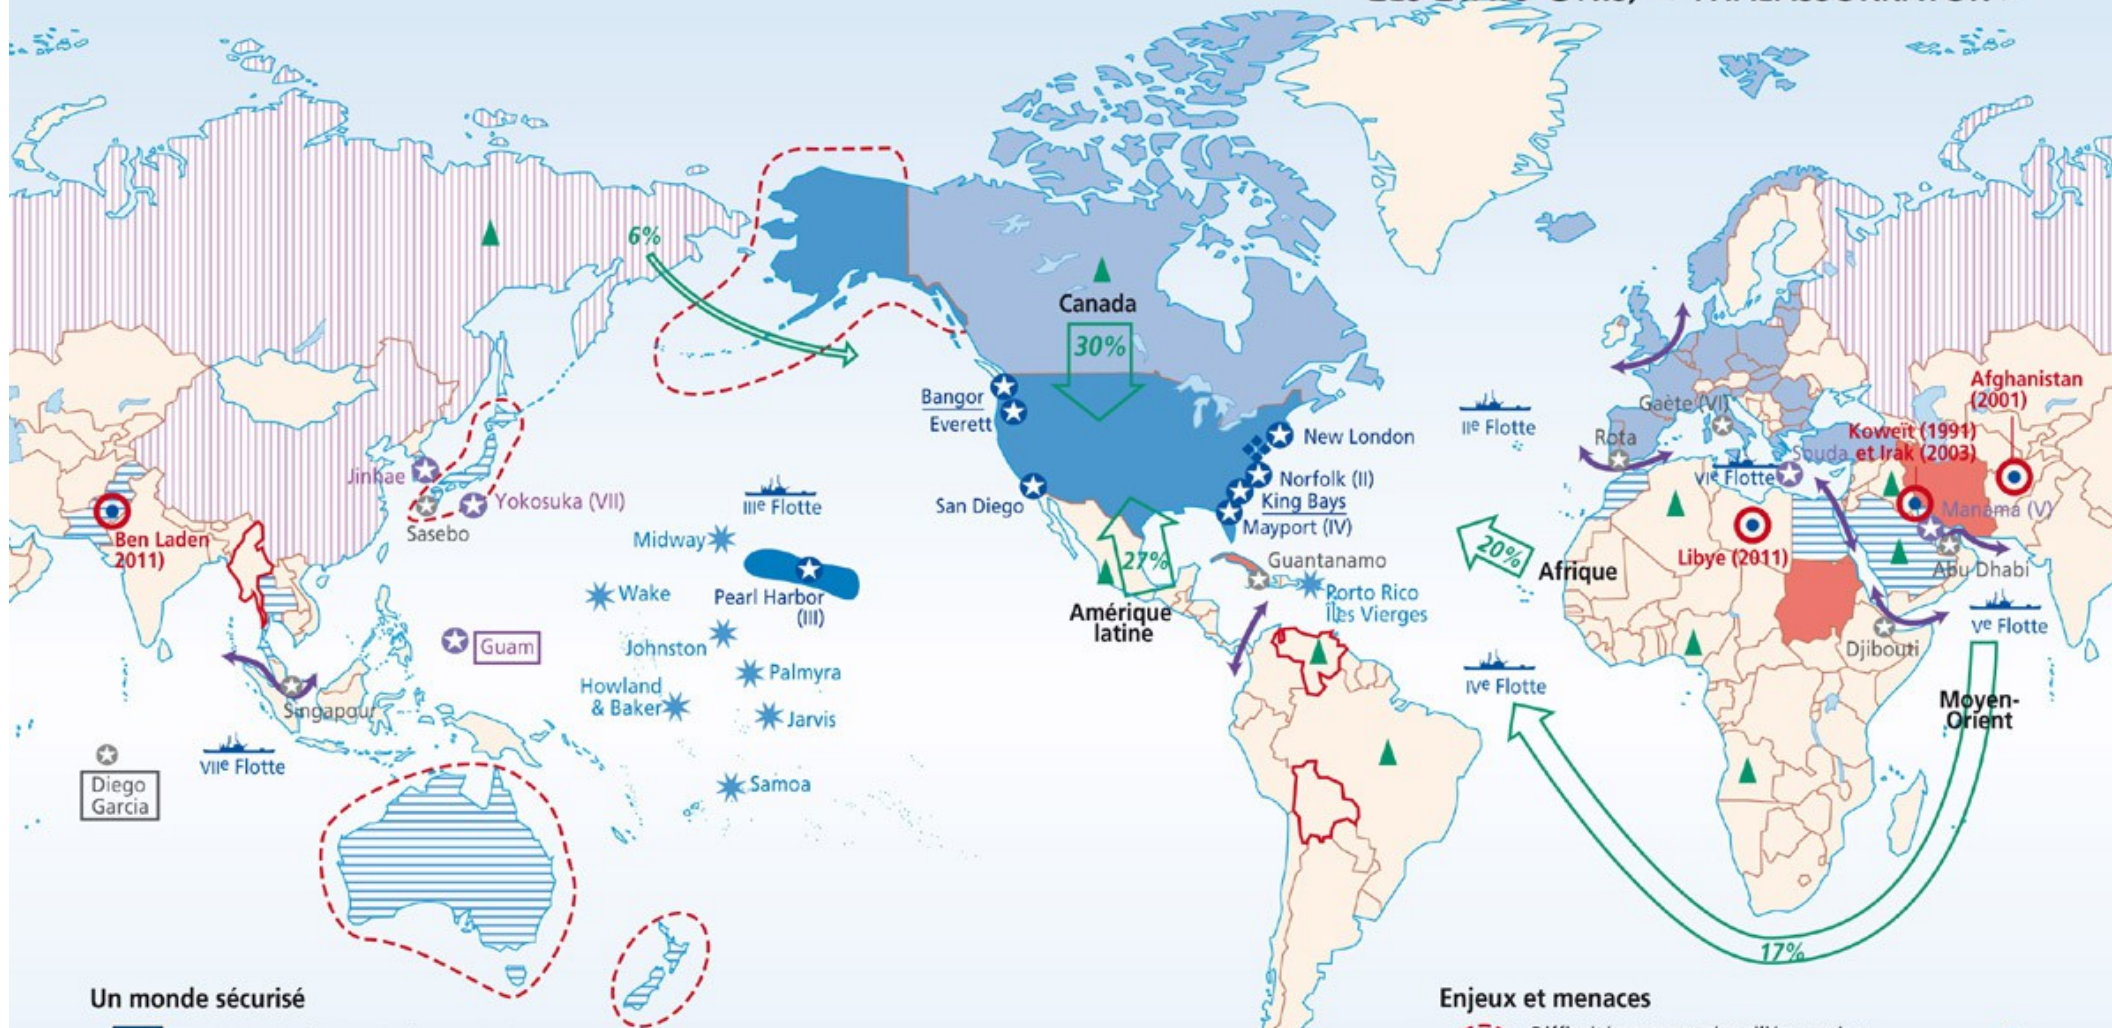 6%
Canada
30%
Bangor
Everett
San Diego
New London
Norfolk (II)
King Bays
Mayport (IV)
IIe Flotte
Gaète (VI)
Rota
Afghanistan
(2001)
Koweït (1991)
et Irak (2003)
Souda
VIe Flotte
Manama (V)
Libye (2011)
Abu Dhabi
Jinhae
Yokosuka (VII)
Sasebo
Ben Laden
2011)
IIIe Flotte
Midway
Wake
Pearl Harbor
(III)
Johnston
Guam
Palmyra
Howland
& Baker
Jarvis
Samoa
27%
Amérique
latine
Guantanamo
Porto Rico
Îles Vierges
20%
Afrique
Ve Flotte
Djibouti
IVe Flotte
Moyen-
Orient
Singapour
VIIe Flotte
Diego
Garcia
17%
Un monde sécurisé
Enjeux et menaces